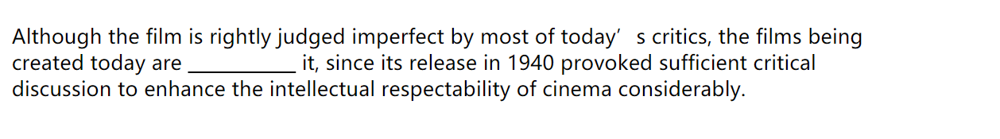 Although the film is rightly judged imperfect by most of today’s critics, the films being
created today are __________ it, since its release in 1940 provoked sufficient critical
discussion to enhance the intellectual respectability of cinema considerably.